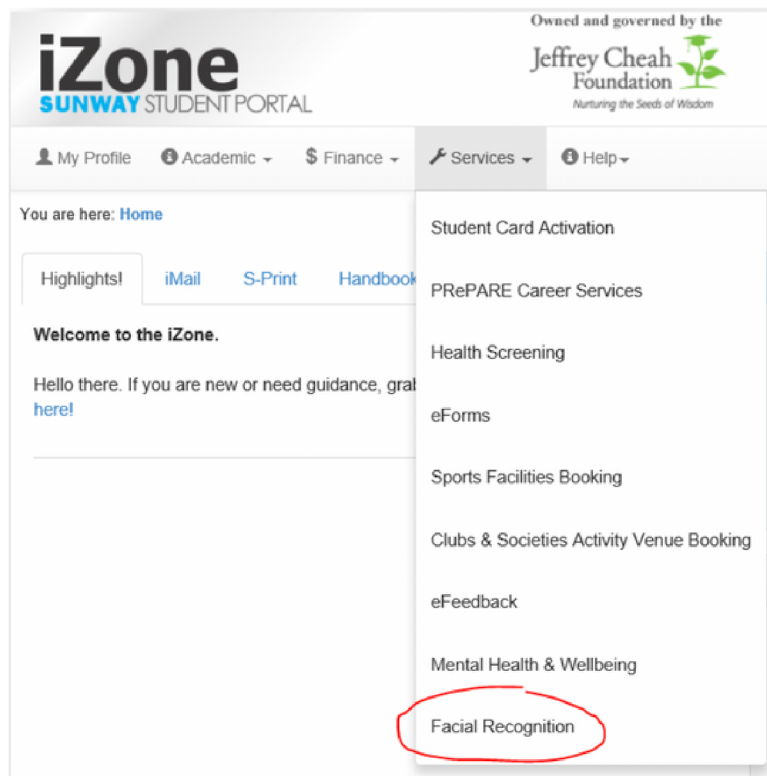 Owned and governed by the
iZone
SUNWAY STUDENT PORTAL
Jeffrey Cheah
Foundation
Nurturing the Seeds of Wisdom
My Profile Academic $ Finance Services Help
You are here: Home
Highlights! iMail S-Print Handbook
Welcome to the iZone.
Hello there. If you are new or need guidance, grab
here!
Student Card Activation
PRePARE Career Services
Health Screening
eForms
Sports Facilities Booking
Clubs & Societies Activity Venue Booking
eFeedback
Mental Health & Wellbeing
Facial Recognition